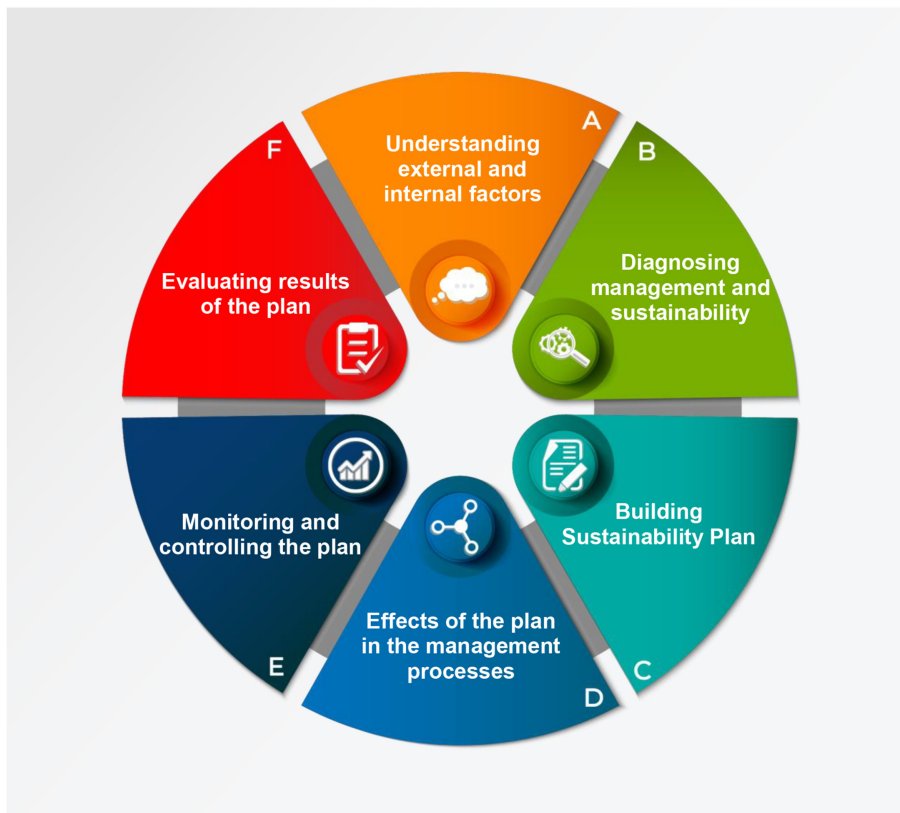 A
Understanding
external and
internal factors
B
Diagnosing
management and
sustainability
C
Building
Sustainability Plan
D
Effects of the plan
in the management
processes
E
Monitoring and
controlling the plan
F
Evaluating results
of the plan